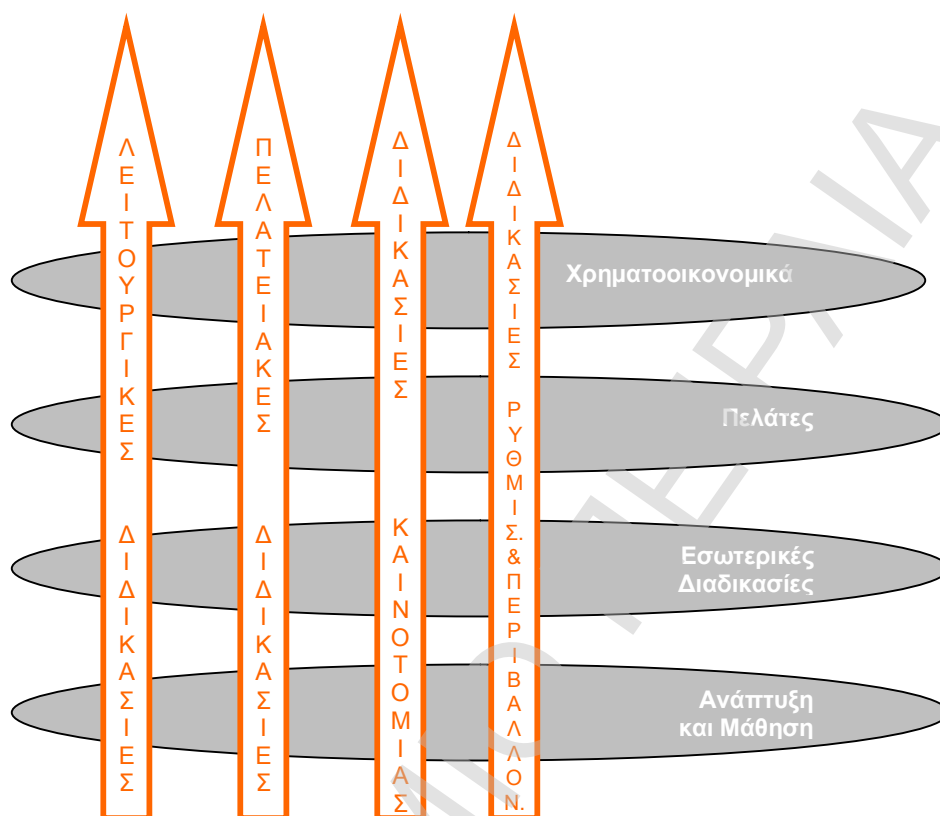 ΛΕΙΤΟΥΡΓΙΚΕΣ ΔΙΔΙΚΑΣΙΕΣ
ΠΕΛΑΤΕΙΑΚΕΣ ΔΙΔΙΚΑΣΙΕΣ
ΔΙΔΙΚΑΣΙΕΣ ΚΑΙΝΟΤΟΜΙΑΣ
ΔΙΔΙΚΑΣΙΕΣ ΡΥΘΜΙΣ.&ΠΕΡΙΒΑΛΛΟΝ.
Χρηματοοικονομικά
Πελάτες
Εσωτερικές
Διαδικασίες
Ανάπτυξη
και Μάθηση